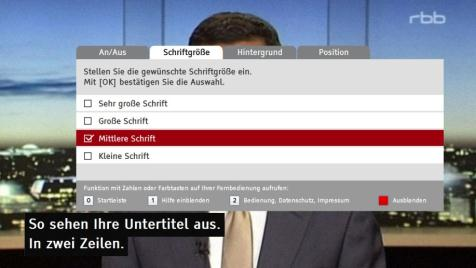 rbb
An/Aus Schriftgröße Hintergrund Position
Stellen Sie die gewünschte Schriftgröße ein.
Mit [OK] bestätigen Sie die Auswahl.
Sehr große Schrift
Große Schrift
Mittlere Schrift
Kleine Schrift
Funktion mit Zahlen oder Farbtasten auf Ihrer Fernbedienung aufrufen:
0 Startleiste 1 Hilfe einblenden 2 Bedienung, Datenschutz, Impressum Ausblenden
So sehen Ihre Untertitel aus.
In zwei Zeilen.